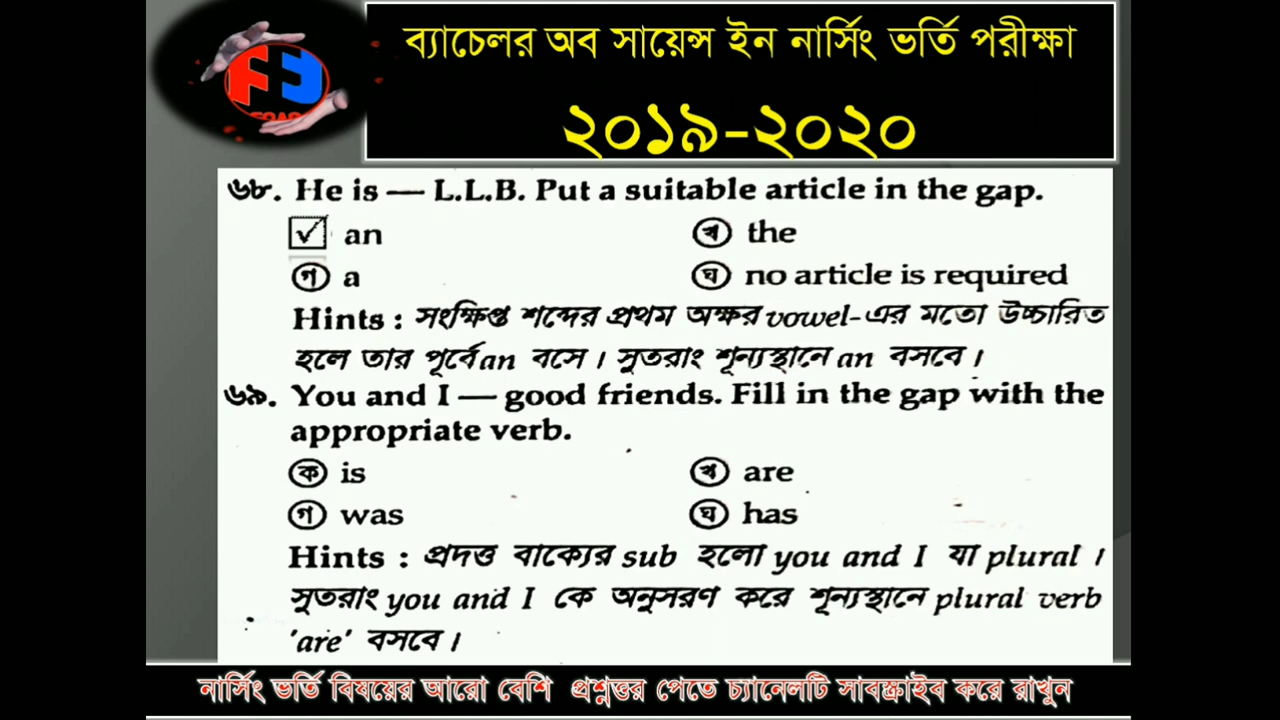 ব্যাচেলর অব সায়েন্স ইন নার্সিং ভর্তি পরীক্ষা
২০১৯-২০২০
৬৮. He is — L.L.B. Put a suitable article in the gap.
☑ an ⓗ the
গ a ঘ no article is required
Hints : সংক্ষিপ্ত শব্দের প্রথম অক্ষর vowel-এর মতো উচ্চারিত
হলে তার পূর্বে an বসে। সুতরাং শূন্যস্থানে an বসবে।
৬৯. You and I — good friends. Fill in the gap with the
appropriate verb.
ক is খ are
গ was ঘ has
Hints : প্রদত্ত বাক্যের sub হলো you and I যা plural ।
সুতরাং you and I কে অনুসরণ করে শূন্যস্থানে plural verb
'are' বসবে।
নার্সিং ভর্তি বিষয়ের আরো বেশি প্রশ্নত্তর পেতে চ্যানেলটি সাবস্ক্রাইব করে রাখুন